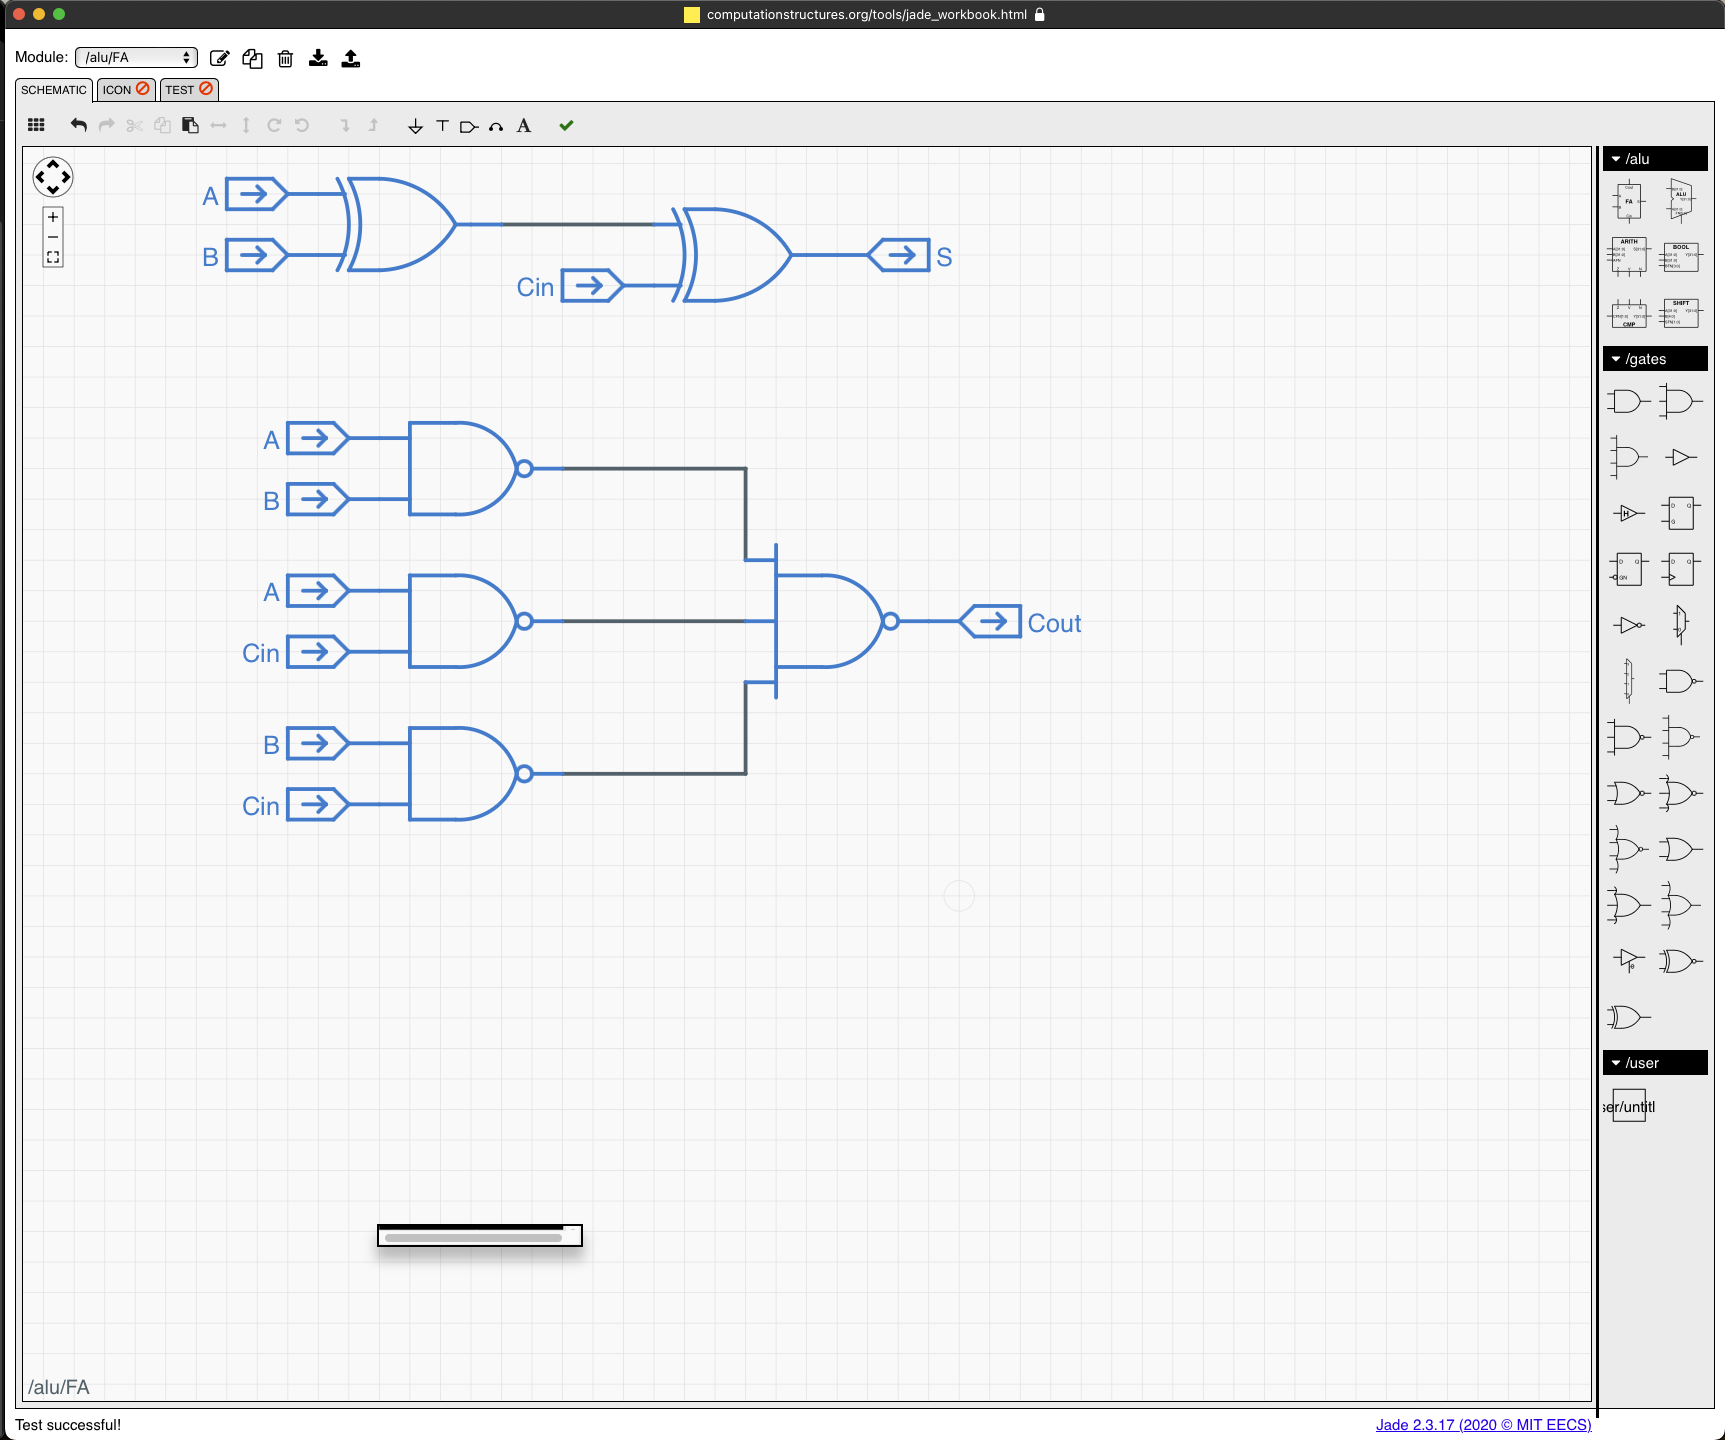 computationstructures.org/tools/jade_workbook.html
Module: /alu/FA
SCHEMATIC ICON TEST
A
/alu
A
B
S
Cin
FA
ALU
ARITH
BOOL
SHIFT
CMP
/gates
A
B
A
Cin
Cout
B
Cin
H
D Q
G
D Q
GN
D Q
/user
ser/untitl
/alu/FA
Test successful!
Jade 2.3.17 (2020 © MIT EECS)